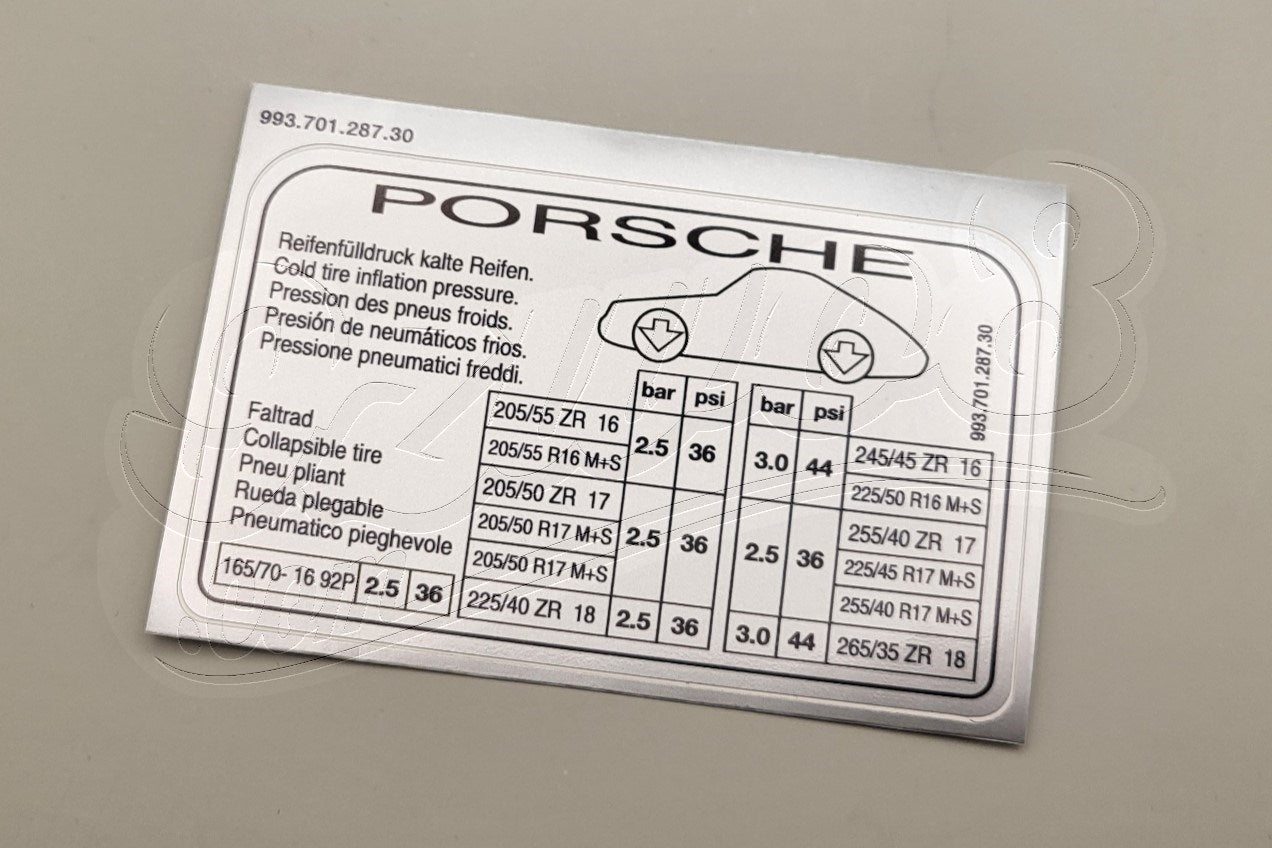 993.701.287.30
PORSCHE
Reifenfülldruck kalte Reifen.
Cold tire inflation pressure.
Pression des pneus froids.
Presión de neumáticos frios.
Pressione pneumatici freddi.
993.701.287.30
Faltrad
Collapsible tire
Pneu pliant
Rueda plegable
Pneumatico pieghevole
165/70- 16 92P 2.5 36
bar psi bar psi
205/55 ZR 16 2.5 36 3.0 44 245/45 ZR 16
205/55 R16 M+S 225/50 R16 M+S
205/50 ZR 17 2.5 36 2.5 36 255/40 ZR 17
205/50 R17 M+S 225/45 R17 M+S
205/50 R17 M+S 255/40 R17 M+S
225/40 ZR 18 2.5 36 3.0 44 265/35 ZR 18